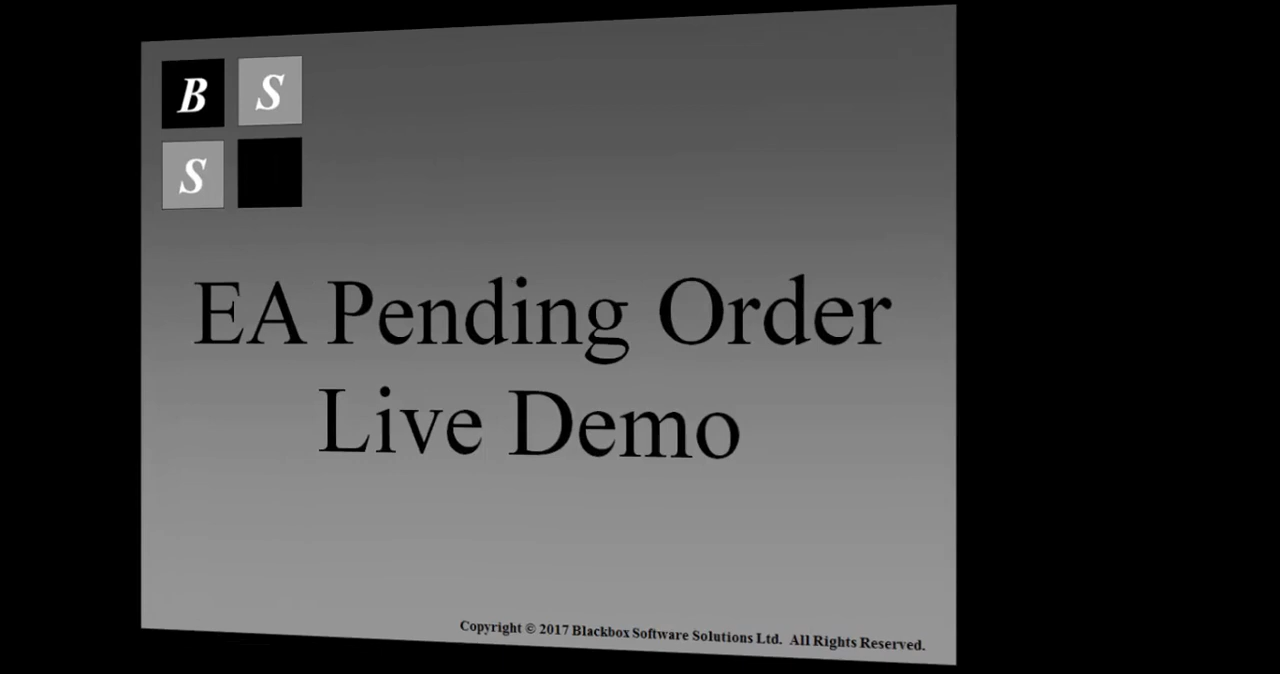 B S
S
EA Pending Order
Live Demo
Copyright © 2017 Blackbox Software Solutions Ltd. All Rights Reserved.